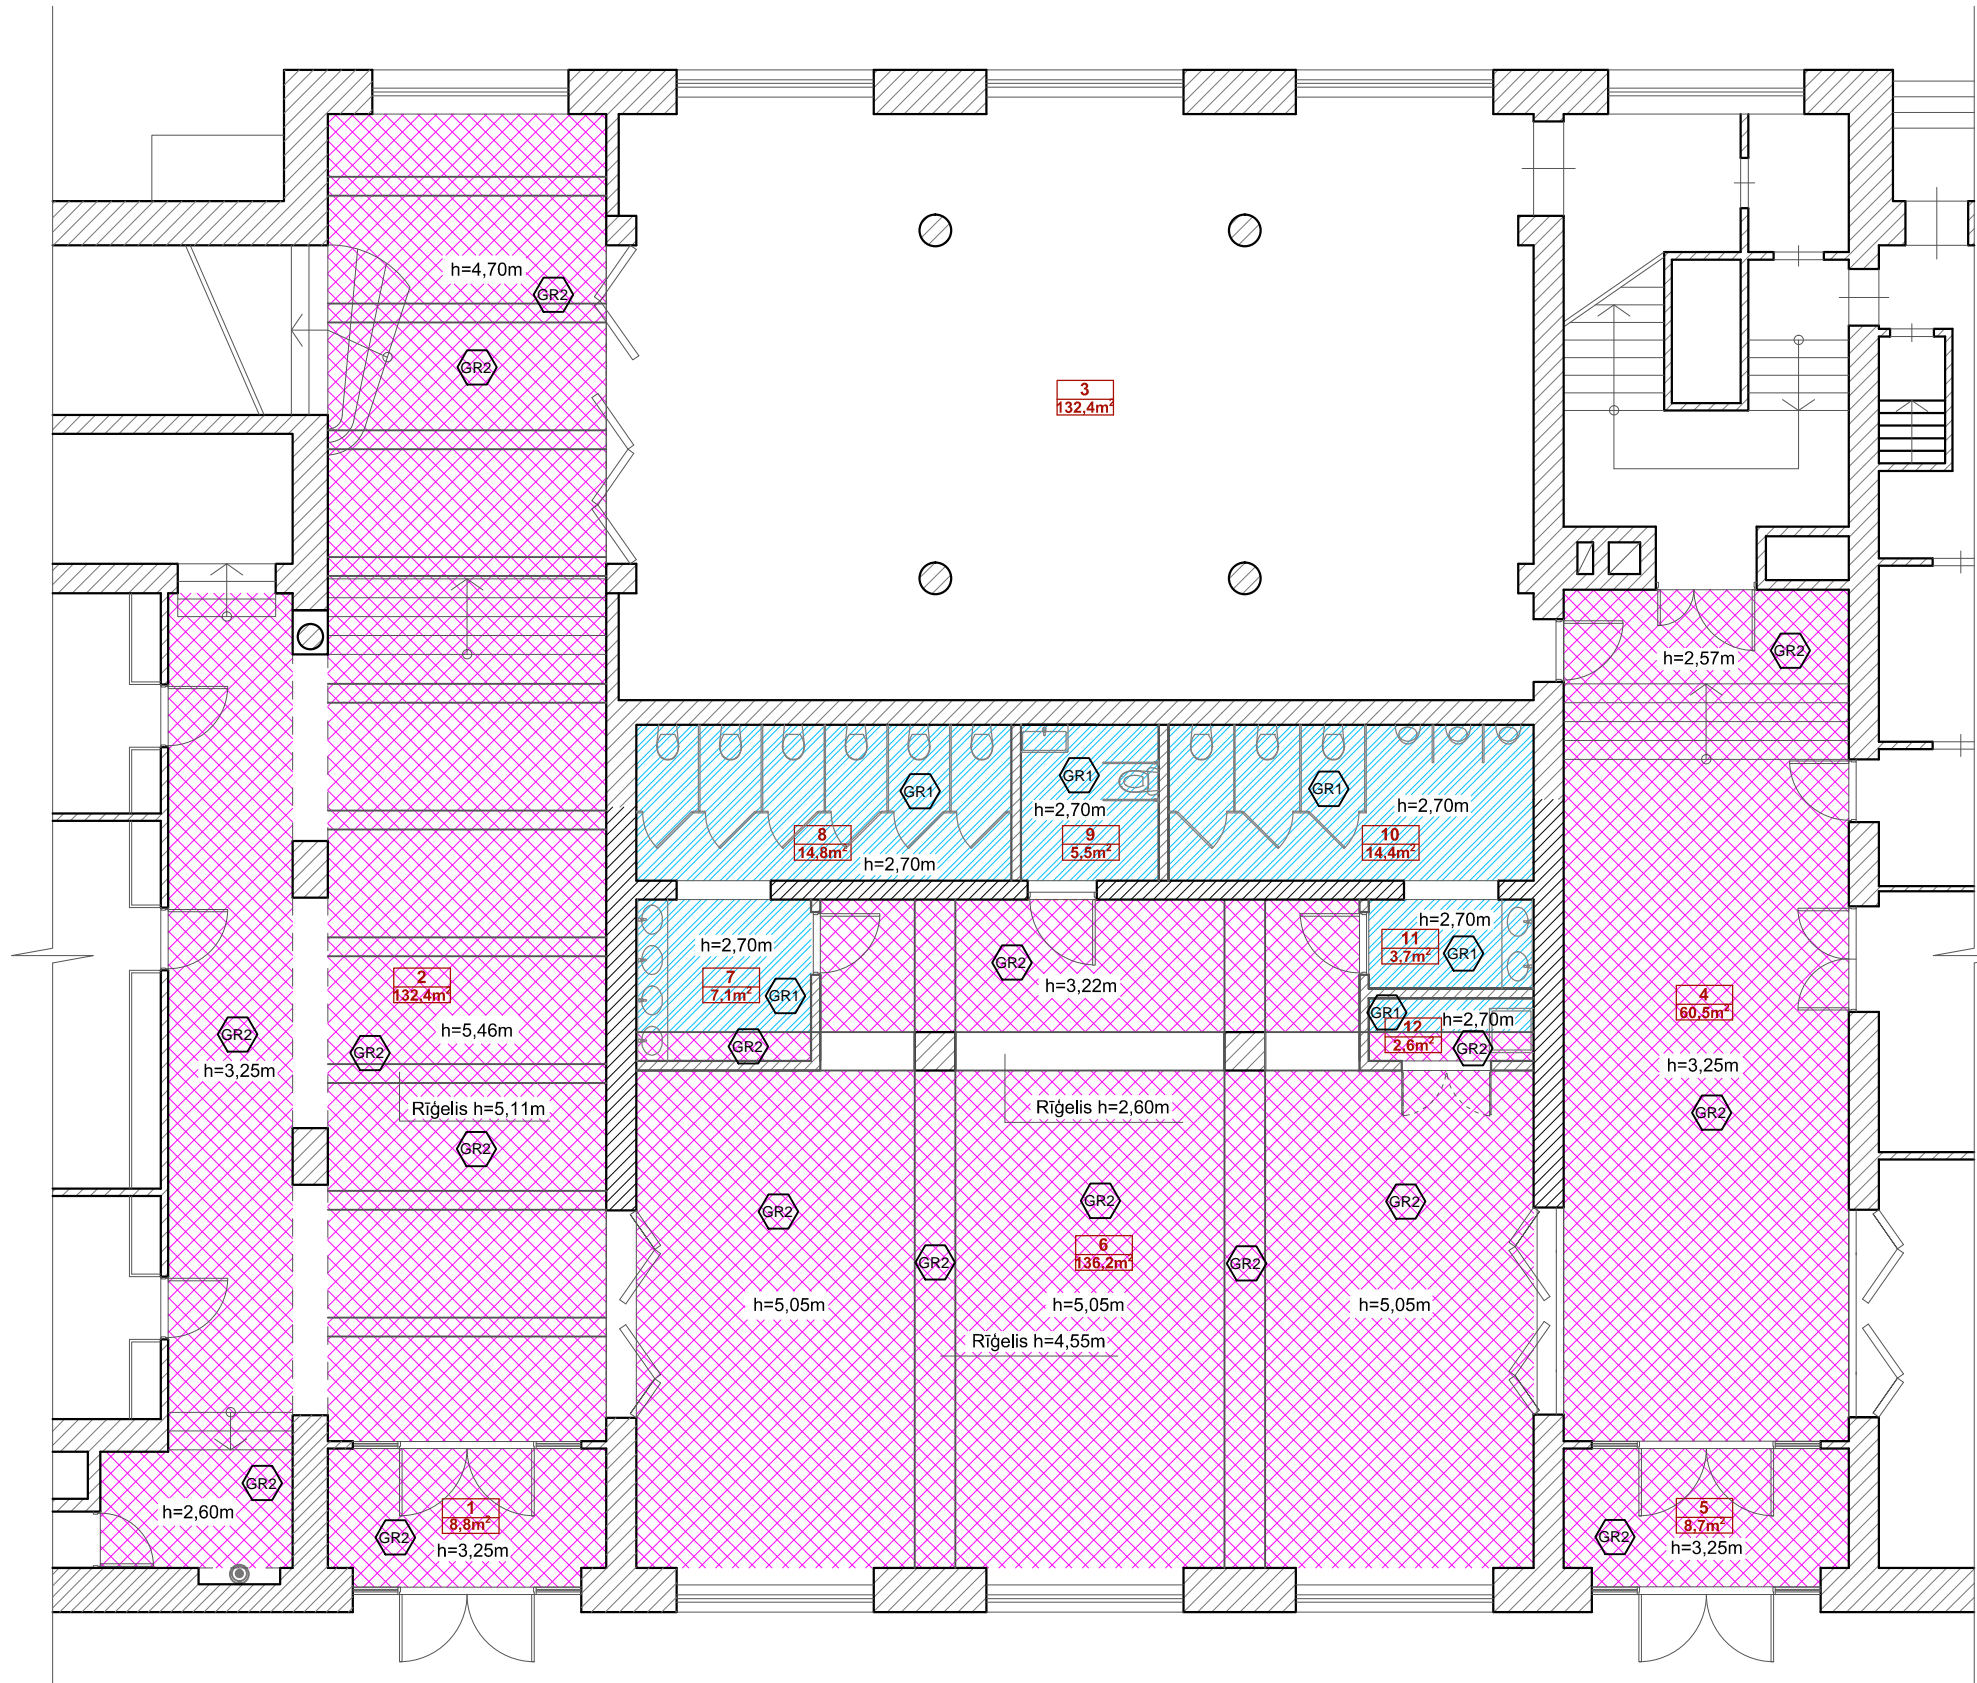 h=4,70m
GR2
GR2
3
132,4m²
GR2
h=2,57m
GR1
h=2,70m
GR1
h=2,70m
8
14,8m²
h=2,70m
9
5,5m²
10
14,4m²
h=2,70m
7
7,1m²
GR1
GR2
GR2
h=3,22m
h=2,70m
11
3,7m²
GR1
GR1
h=2,70m
12
2,6m²
GR2
2
132,4m²
h=5,46m
GR2
GR2
h=3,25m
4
60,5m²
h=3,25m
GR2
Rīģelis h=5,11m
GR2
Rīģelis h=2,60m
GR2
GR2
GR2
GR2
6
136,2m²
GR2
h=5,05m
h=5,05m
h=5,05m
Rīģelis h=4,55m
GR2
h=2,60m
1
8,8m²
GR2
h=3,25m
5
8,7m²
GR2
h=3,25m